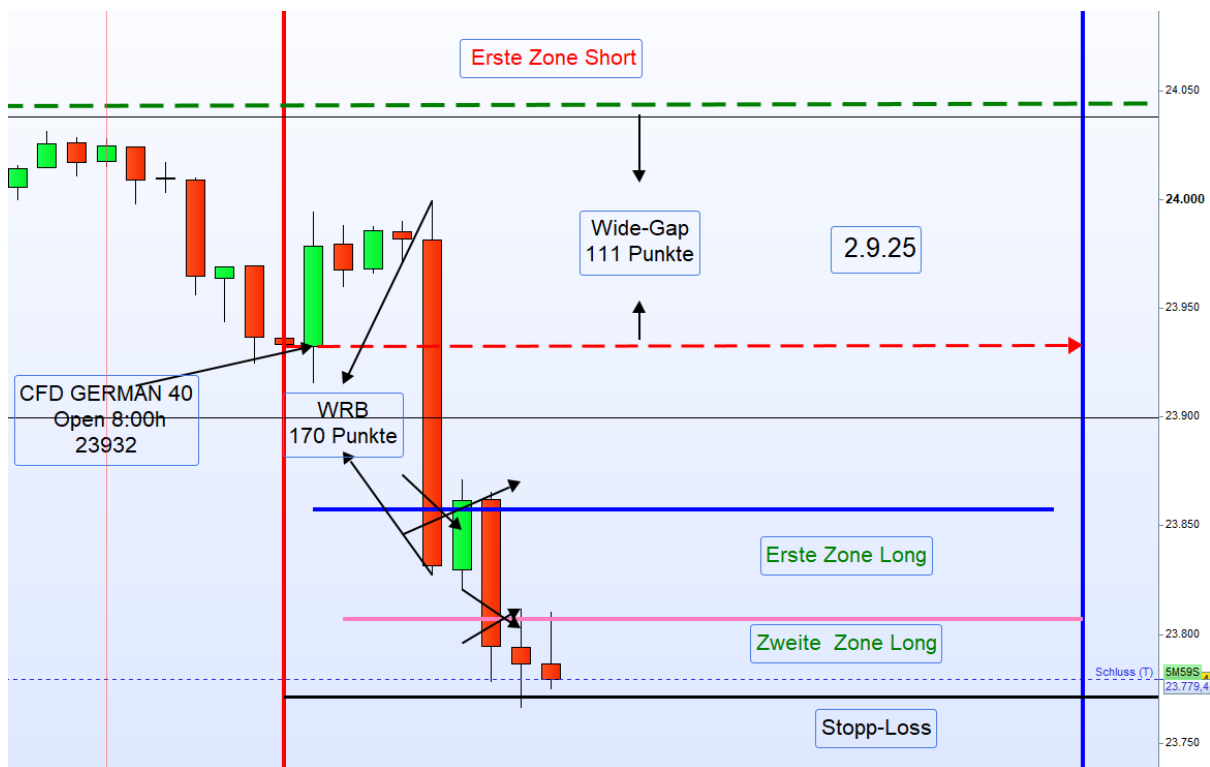 Erste Zone Short
24.050
24.000
Wide-Gap
111 Punkte
2.9.25
23.950
CFD GERMAN 40
Open 8:00h
23932
WRB
170 Punkte
23.900
23.850
Erste Zone Long
23.800
Zweite Zone Long
Schluss (T)
5M59S
23.779,4
Stopp-Loss
23.750